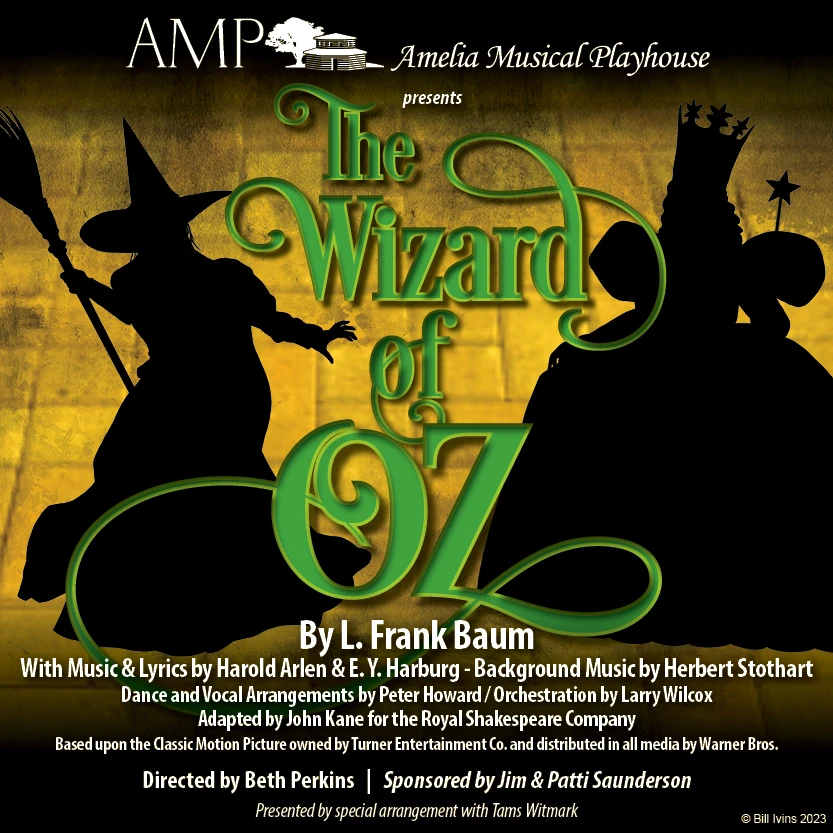 AMP Amelia Musical Playhouse
presents
The
Wizard
of
OZ
By L. Frank Baum
With Music & Lyrics by Harold Arlen & E. Y. Harburg - Background Music by Herbert Stothart
Dance and Vocal Arrangements by Peter Howard / Orchestration by Larry Wilcox
Adapted by John Kane for the Royal Shakespeare Company
Based upon the Classic Motion Picture owned by Turner Entertainment Co. and distributed in all media by Warner Bros.
Directed by Beth Perkins | Sponsored by Jim & Patti Saunderson
Presented by special arrangement with Tams Witmark
© Bill Ivins 2023